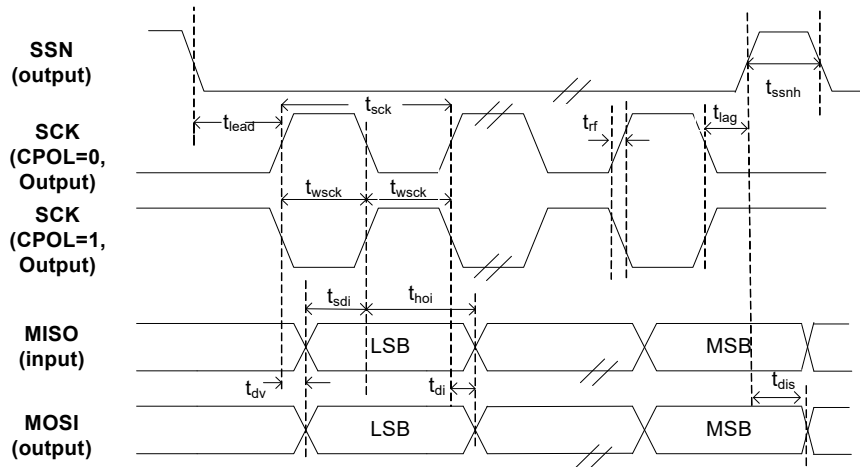 SSN
(output)
t_ssnh
t_sck
t_lead
t_rf
t_lag
SCK
(CPOL=0,
Output)
t_wsck
t_wsck
SCK
(CPOL=1,
Output)
t_sdi
t_hoi
MISO
(input)
LSB
MSB
t_dv
t_di
t_dis
MOSI
(output)
LSB
MSB